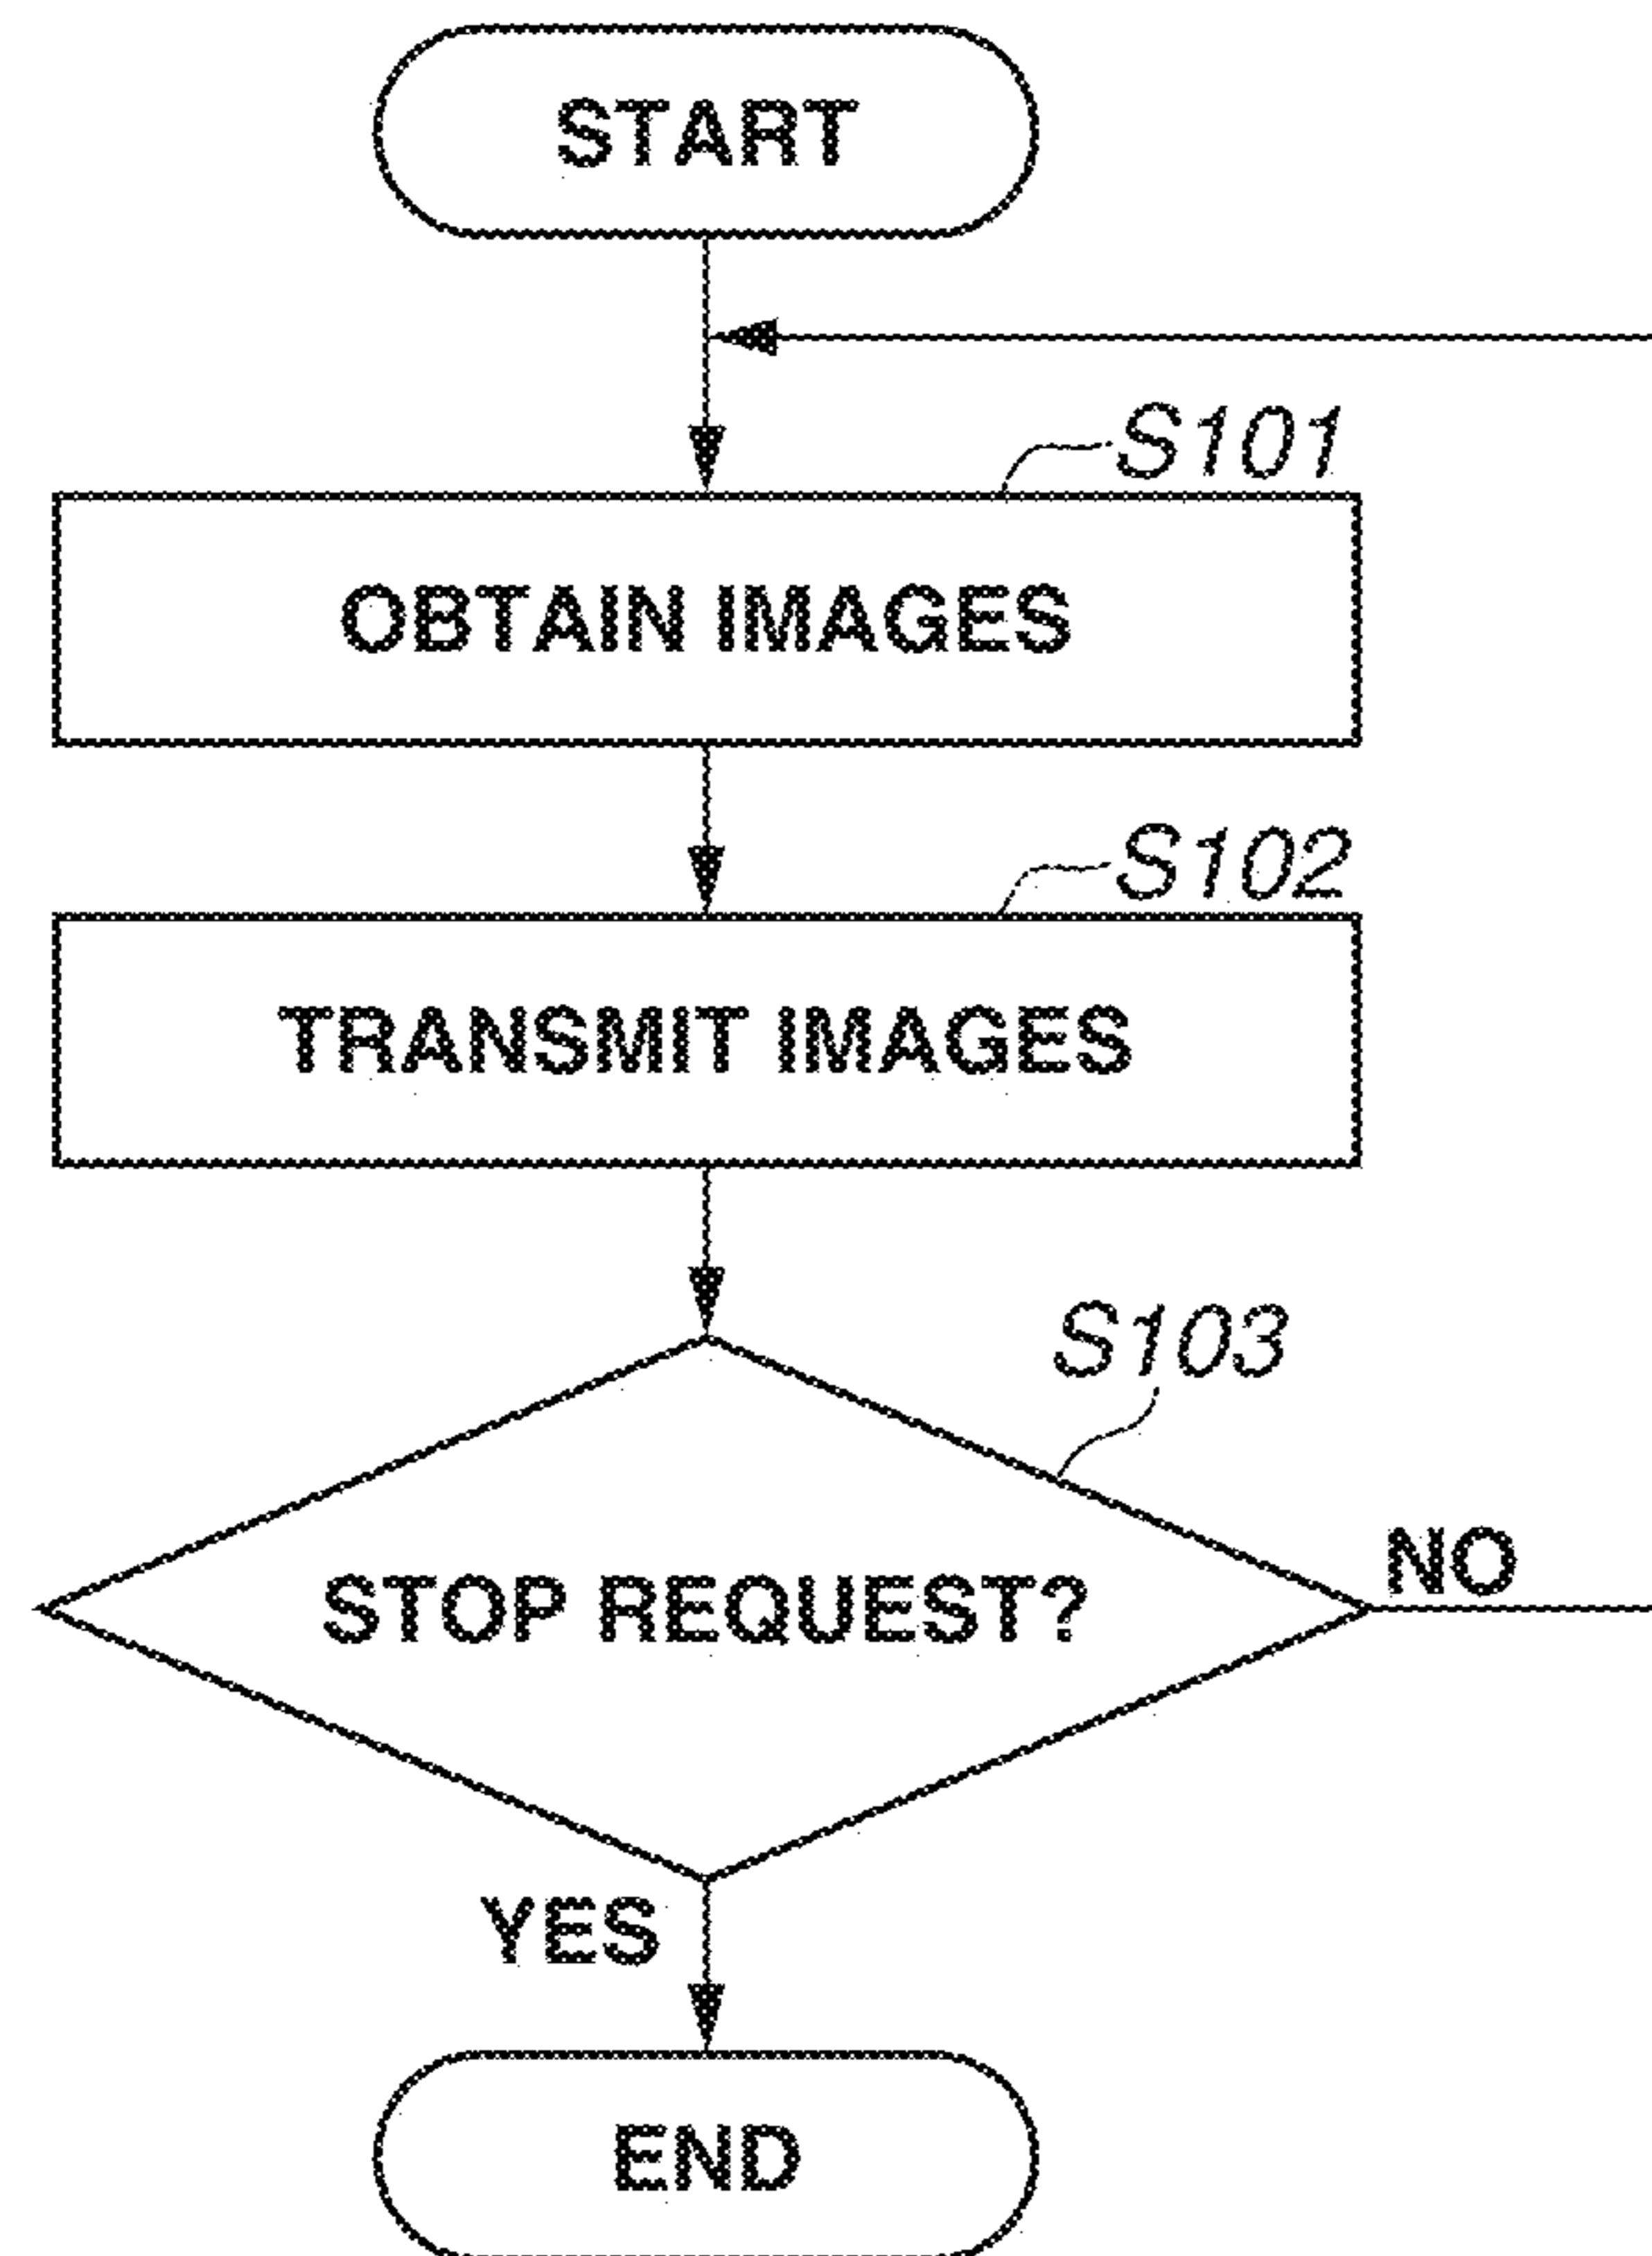 START
S101
OBTAIN IMAGES
S102
TRANSMIT IMAGES
S103
STOP REQUEST?
NO
YES
END